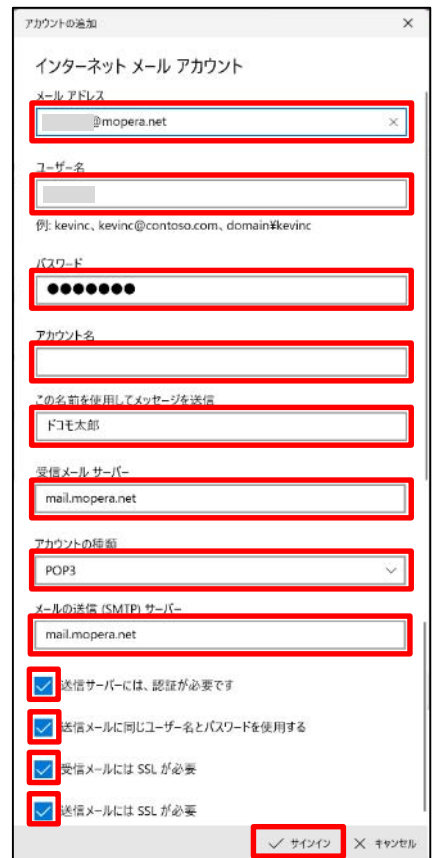 アカウントの追加
インターネット メール アカウント
メール アドレス
@mopera.net
ユーザー名
例: kevinc、kevinc@contoso.com、domain¥kevinc
パスワード
●●●●●●●
アカウント名
この名前を使用してメッセージを送信
ドコモ太郎
受信メール サーバー
mail.mopera.net
アカウントの種類
POP3
メールの送信 (SMTP) サーバー
mail.mopera.net
送信サーバーには、認証が必要です
送信メールに同じユーザー名とパスワードを使用する
受信メールには SSL が必要
送信メールには SSL が必要
サインイン キャンセル